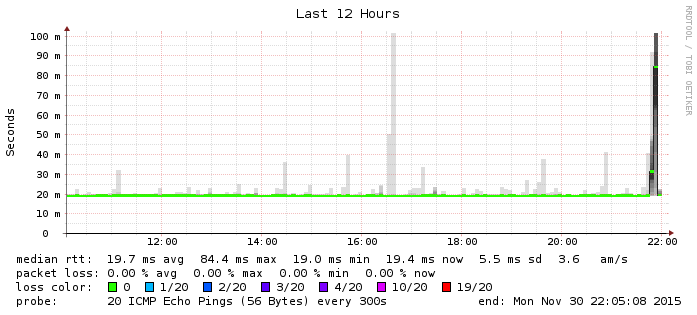 Last 12 Hours
RRDTOOL / TOBI OETIKER
Seconds
100 m
90 m
80 m
70 m
60 m
50 m
40 m
30 m
20 m
10 m
0
12:00 14:00 16:00 18:00 20:00 22:00
median rtt: 19.7 ms avg 84.4 ms max 19.0 ms min 19.4 ms now 5.5 ms sd 3.6 am/s
packet loss: 0.00 % avg 0.00 % max 0.00 % min 0.00 % now
loss color: 0 1/20 2/20 3/20 4/20 10/20 19/20
probe: 20 ICMP Echo Pings (56 Bytes) every 300s end: Mon Nov 30 22:05:08 2015